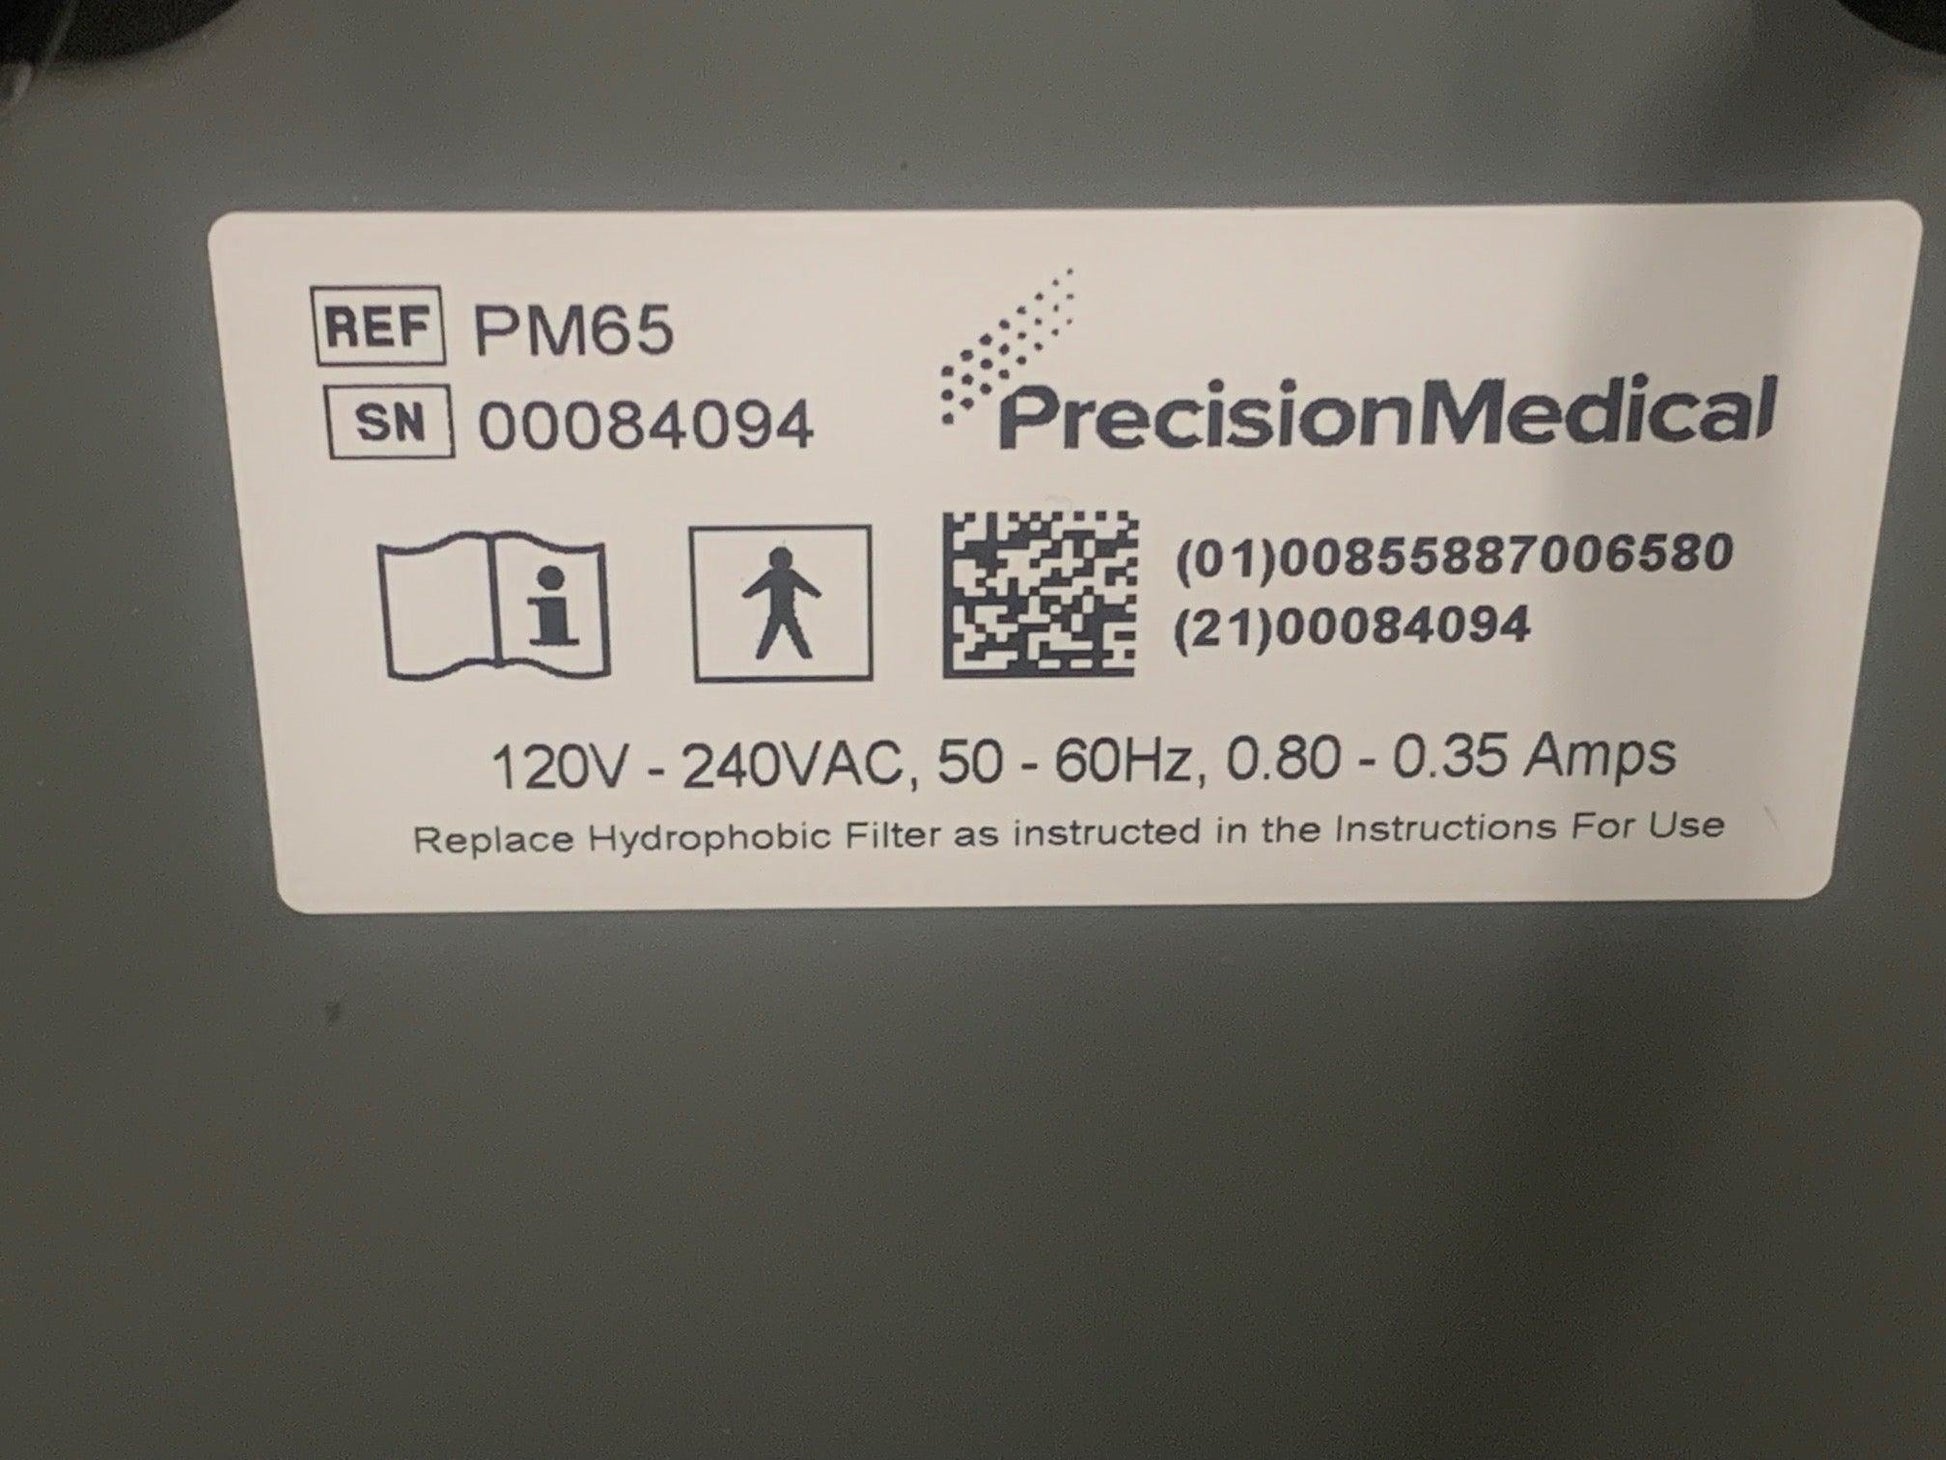 REF PM65
SN 00084094
PrecisionMedical
i
(01)00855887006580
(21)00084094
120V - 240VAC, 50 - 60Hz, 0.80 - 0.35 Amps
Replace Hydrophobic Filter as instructed in the Instructions For Use